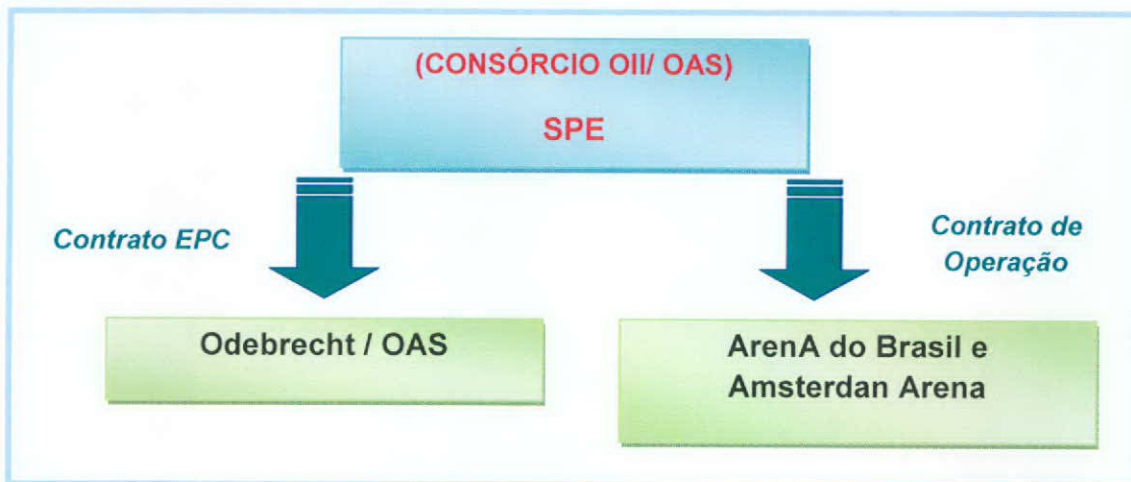 (CONSÓRCIO OII/ OAS)
SPE
Contrato EPC
Contrato de
Operação
Odebrecht / OAS
ArenA do Brasil e
Amsterdan Arena